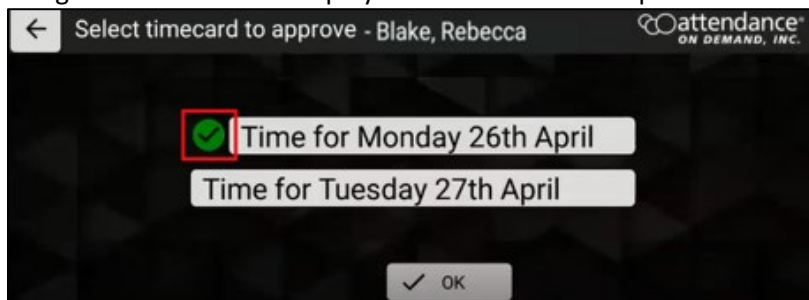 Select timecard to approve - Blake, Rebecca
attendance®
ON DEMAND, INC.
Time for Monday 26th April
Time for Tuesday 27th April
OK